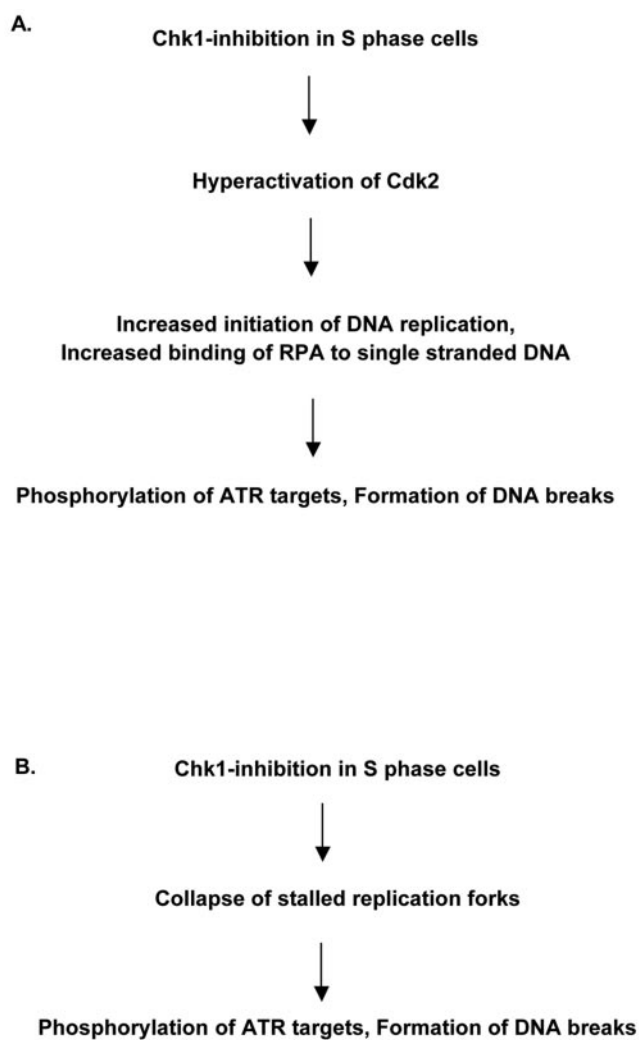 A.
Chk1-inhibition in S phase cells
Hyperactivation of Cdk2
Increased initiation of DNA replication,
Increased binding of RPA to single stranded DNA
Phosphorylation of ATR targets, Formation of DNA breaks
B.
Chk1-inhibition in S phase cells
Collapse of stalled replication forks
Phosphorylation of ATR targets, Formation of DNA breaks